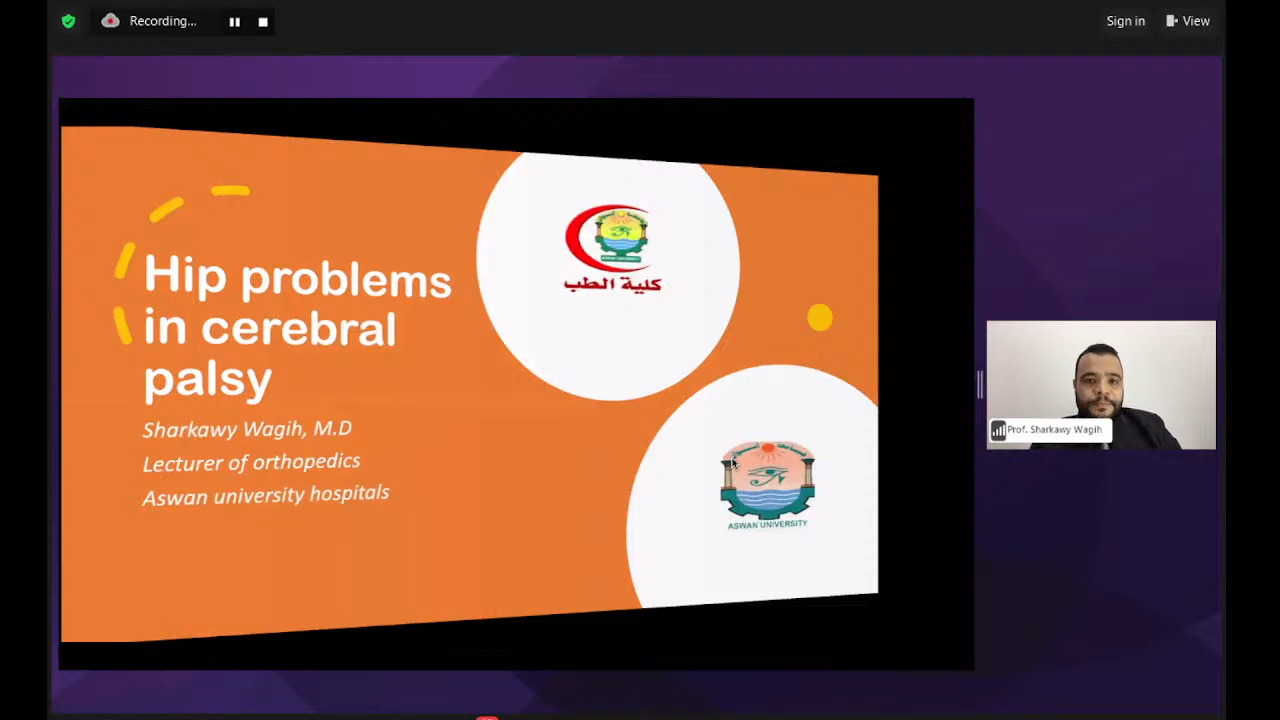 Recording...
Sign in
View
Hip problems
in cerebral
palsy
Sharkawy Wagih, M.D
Lecturer of orthopedics
Aswan university hospitals
كلية الطب
ASWAN UNIVERSITY
Prof. Sharkawy Wagih